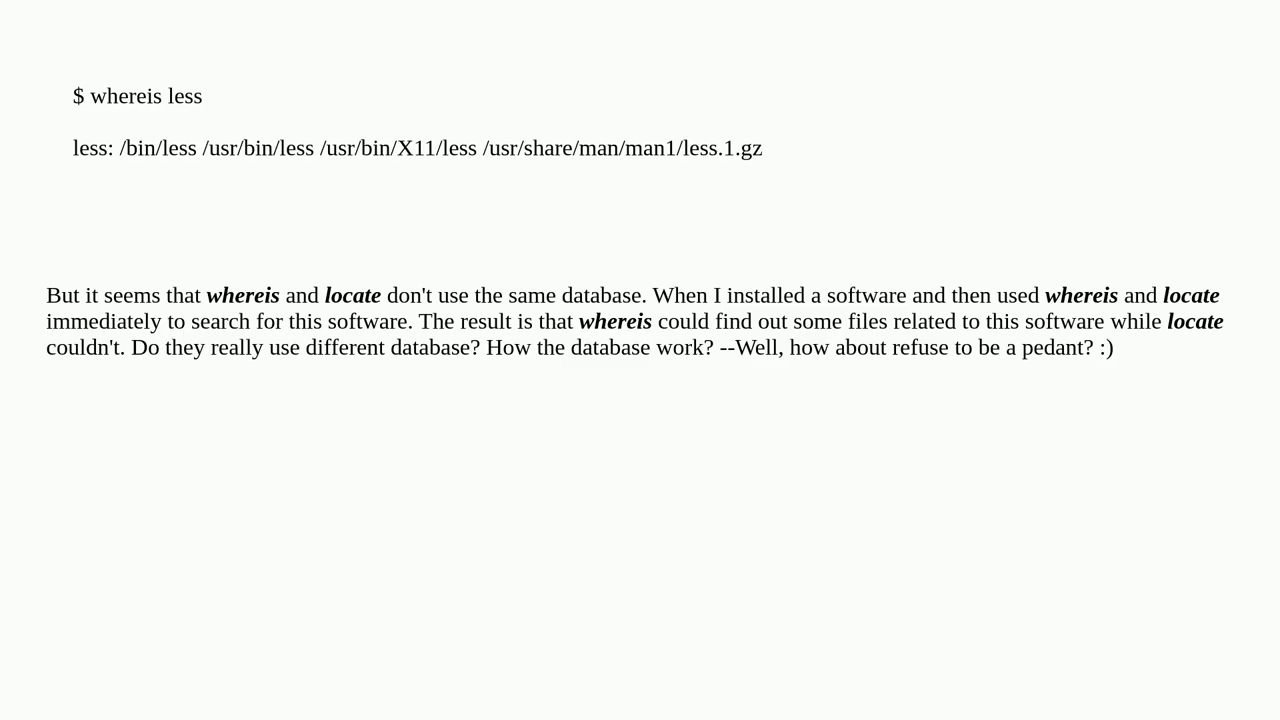 $ whereis less
less: /bin/less /usr/bin/less /usr/bin/X11/less /usr/share/man/man1/less.1.gz
But it seems that whereis and locate don't use the same database. When I installed a software and then used whereis and locate
immediately to search for this software. The result is that whereis could find out some files related to this software while locate
couldn't. Do they really use different database? How the database work? --Well, how about refuse to be a pedant? :)